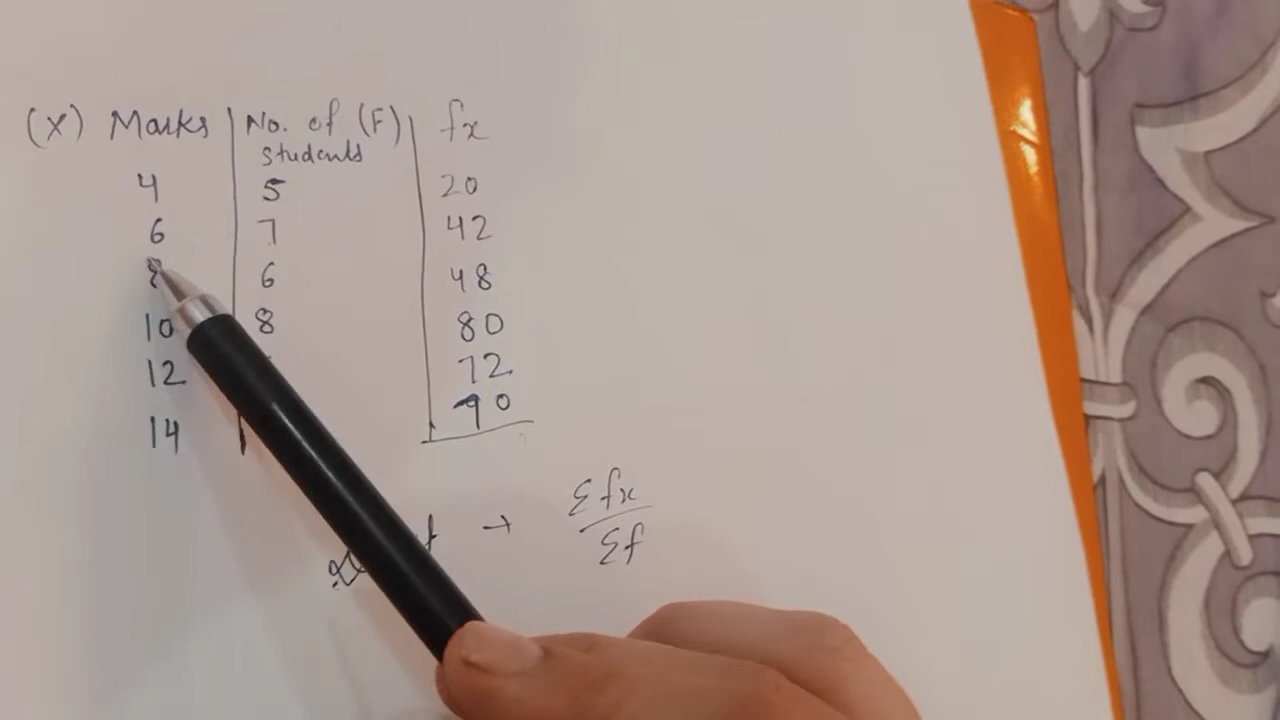 (X) Marks No. of (F) fx
students
4 5 20
6 7 42
8 6 48
10 8 80
12 72
14 90
→ Σfx
Σf